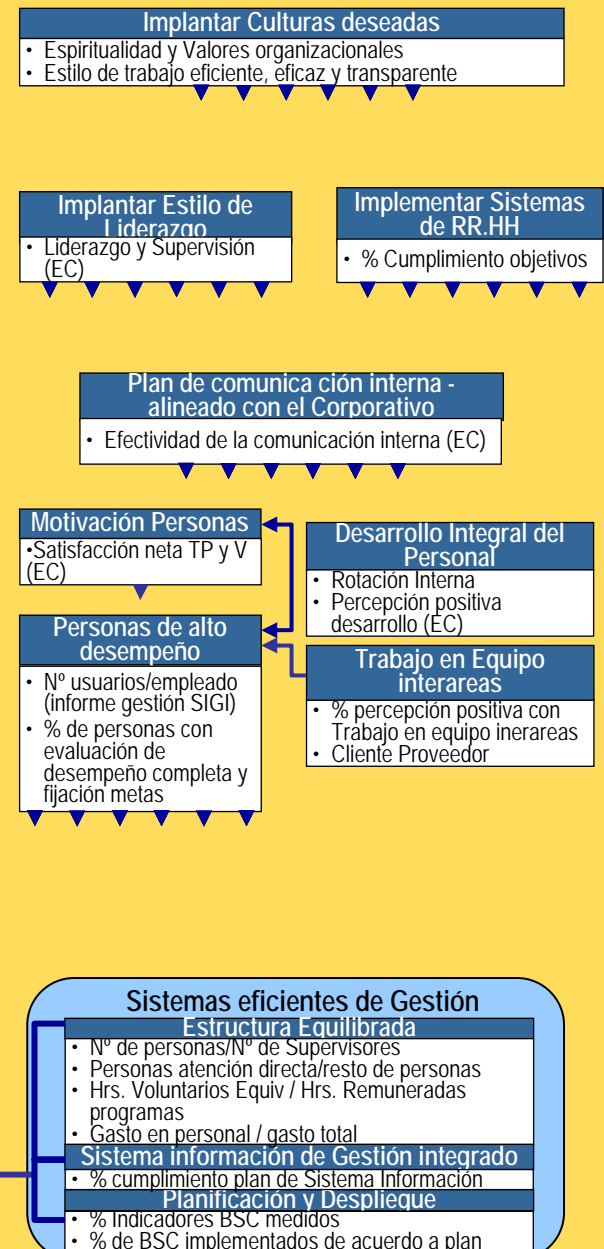 Implantar Culturas deseadas
• Espiritualidad y Valores organizacionales
• Estilo de trabajo eficiente, eficaz y transparente
Implantar Estilo de
Liderazgo
• Liderazgo y Supervisión
(EC)
Implementar Sistemas
de RR.HH
• % Cumplimiento objetivos
Plan de comunica ción interna -
alineado con el Corporativo
• Efectividad de la comunicación interna (EC)
Motivación Personas
•Satisfacción neta TP y V
(EC)
Desarrollo Integral del
Personal
• Rotación Interna
• Percepción positiva
desarrollo (EC)
Personas de alto
desempeño
• Nº usuarios/empleado
(informe gestión SIGI)
• % de personas con
evaluación de
desempeño completa y
fijación metas
Trabajo en Equipo
interareas
• % percepción positiva con
Trabajo en equipo inerareas
• Cliente Proveedor
Sistemas eficientes de Gestión
Estructura Equilibrada
• Nº de personas/Nº de Supervisores
• Personas atención directa/resto de personas
• Hrs. Voluntarios Equiv / Hrs. Remuneradas
programas
• Gasto en personal / gasto total
Sistema información de Gestión integrado
• % cumplimiento plan de Sistema Información
Planificación y Despliegue
• % Indicadores BSC medidos
• % de BSC implementados de acuerdo a plan